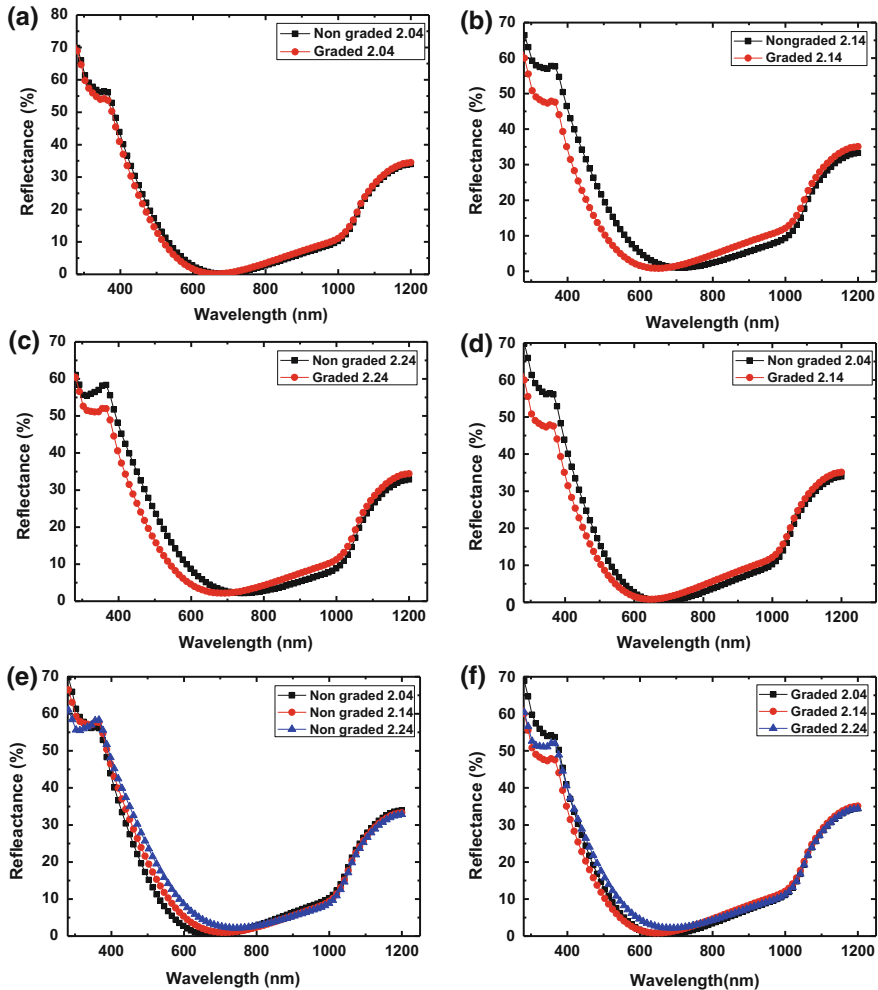 (a)
Non graded 2.04
Graded 2.04
Reflectance (%)
80
70
60
50
40
30
20
10
0
400 600 800 1000 1200
Wavelength (nm)
(b)
Nongraded 2.14
Graded 2.14
Reflectance (%)
70
60
50
40
30
20
10
0
400 600 800 1000 1200
Wavelength (nm)
(c)
Non graded 2.24
Graded 2.24
Reflectance (%)
70
60
50
40
30
20
10
0
400 600 800 1000 1200
Wavelength (nm)
(d)
Non graded 2.04
Graded 2.14
Reflectance (%)
70
60
50
40
30
20
10
0
400 600 800 1000 1200
Wavelength (nm)
(e)
Non graded 2.04
Non graded 2.14
Non graded 2.24
Refleactance (%)
70
60
50
40
30
20
10
0
400 600 800 1000 1200
Wavelength (nm)
(f)
Graded 2.04
Graded 2.14
Graded 2.24
Reflectance (%)
70
60
50
40
30
20
10
0
400 600 800 1000 1200
Wavelength(nm)